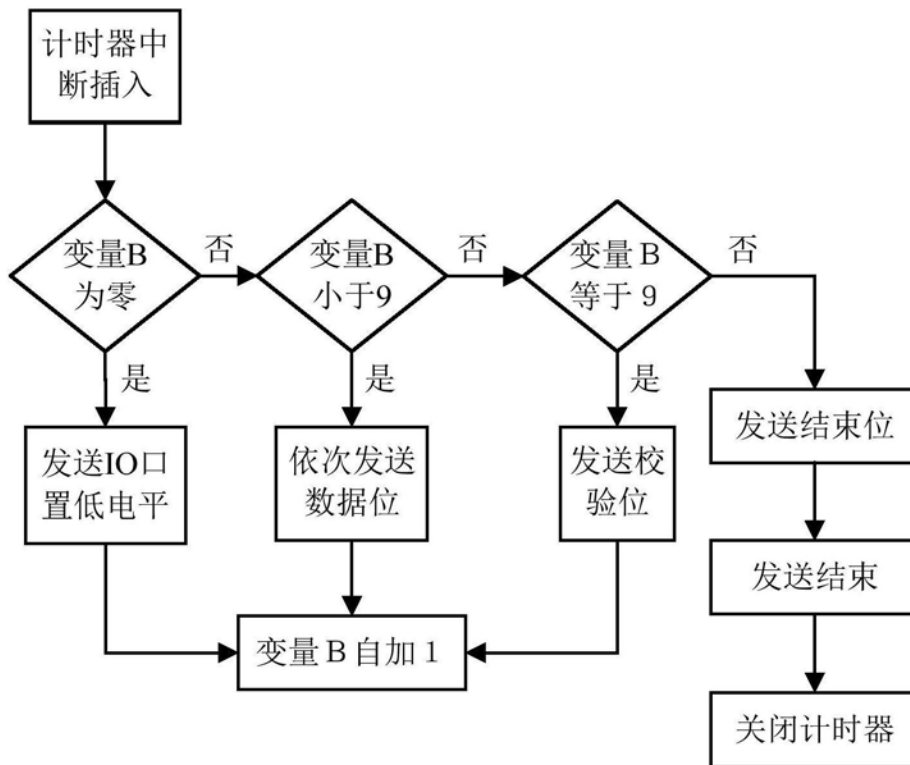 计时器中
断插入
变量B
为零
否
变量B
小于9
否
变量B
等于9
否
是
是
是
发送IO口
置低电平
依次发送
数据位
发送校
验位
发送结束位
变量B自加1
发送结束
关闭计时器